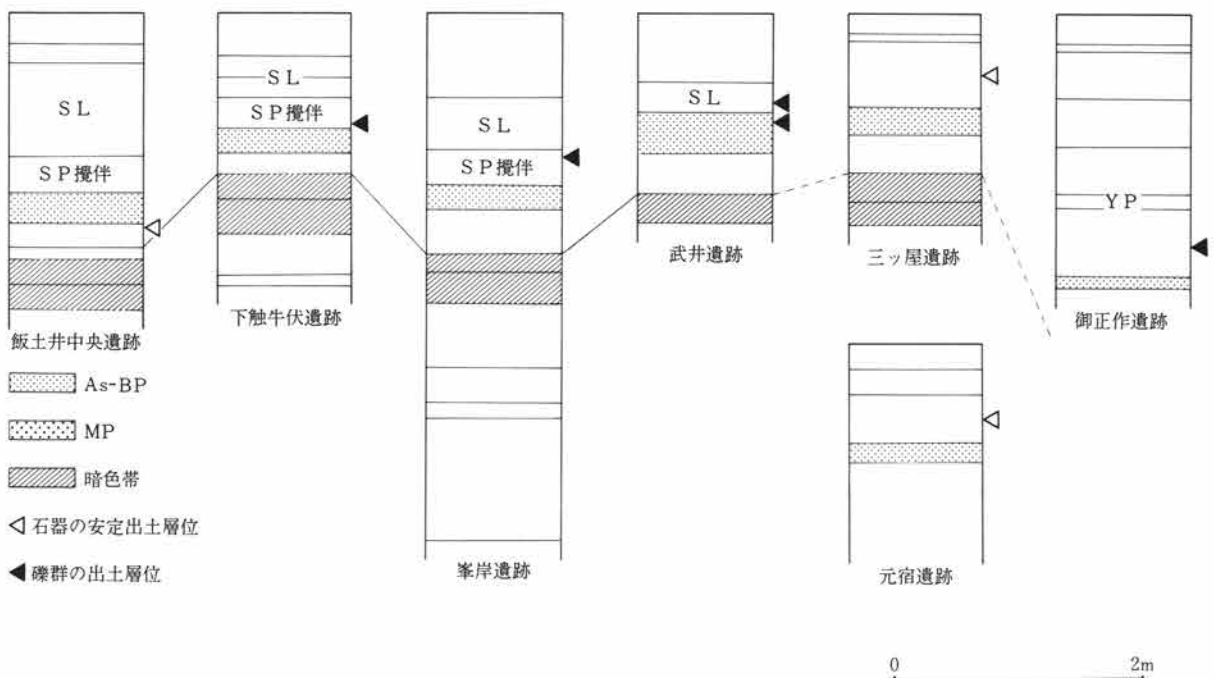 SL
SP攪伴
飯土井中央遺跡
SL
SP攪伴
下触牛伏遺跡
SL
SP攪伴
峯岸遺跡
SL
武井遺跡
三ッ屋遺跡
元宿遺跡
YP
御正作遺跡
As-BP
MP
暗色帯
石器の安定出土層位
礫群の出土層位
0 2m